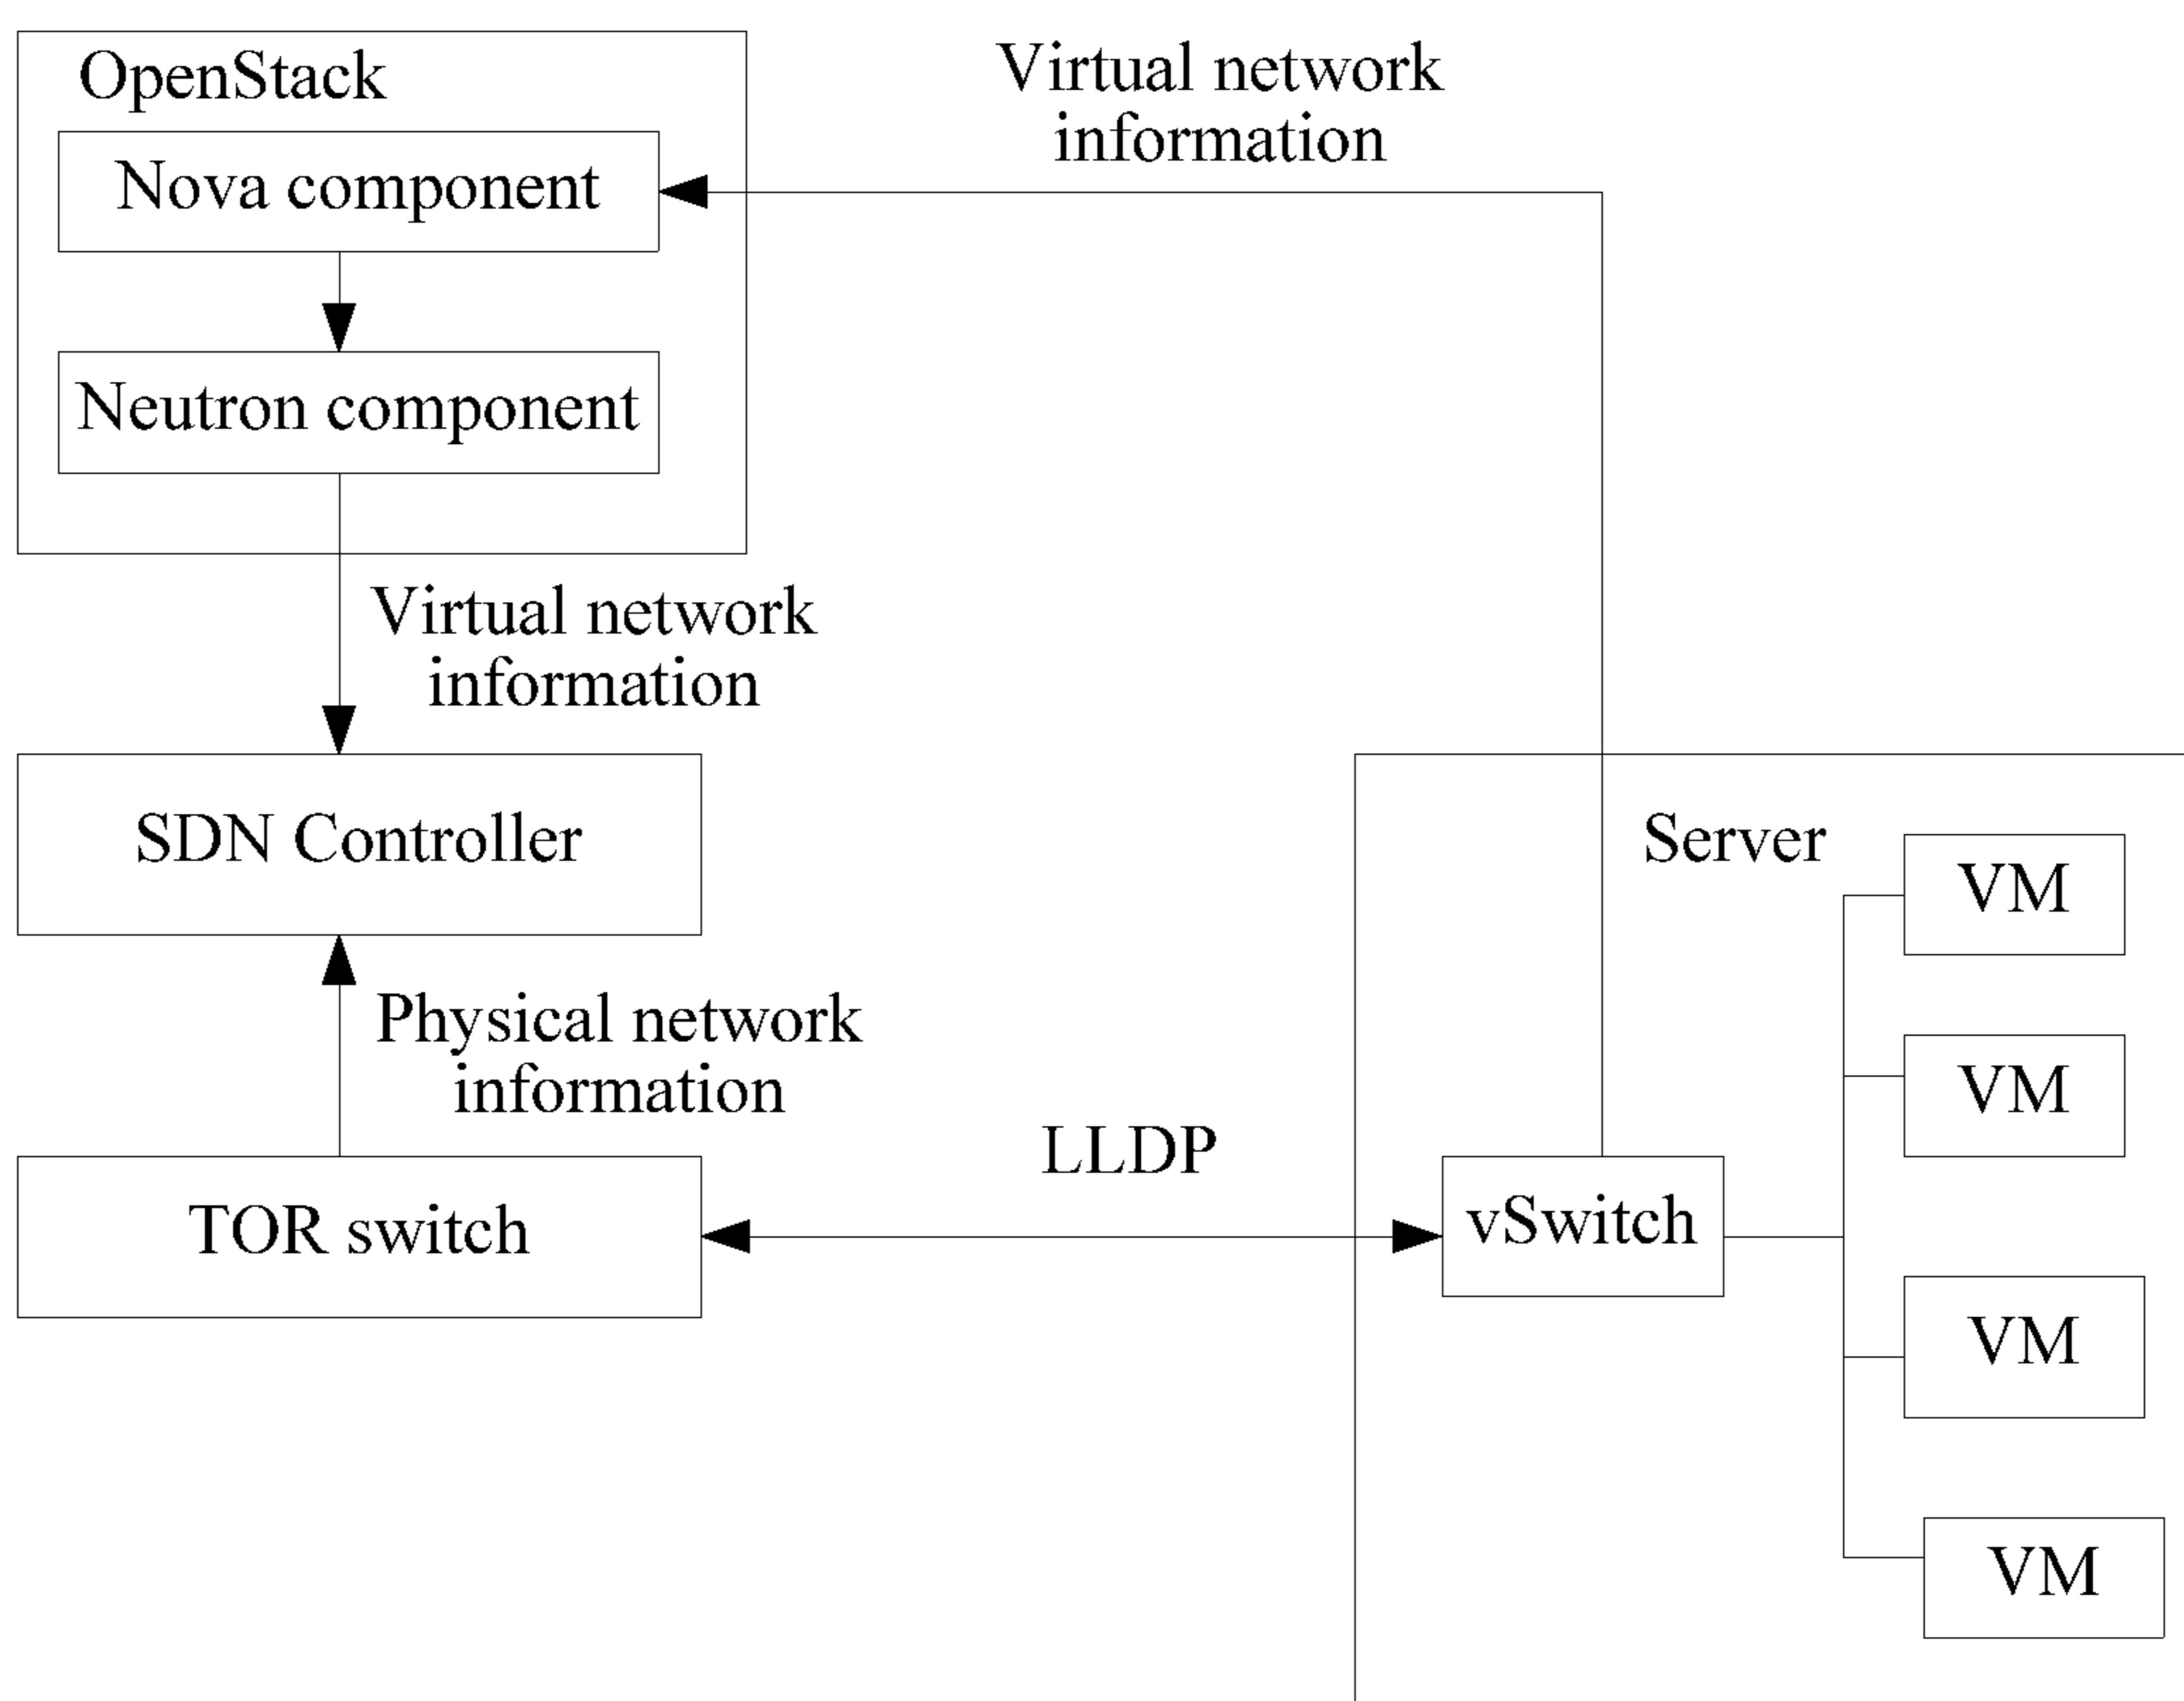 OpenStack
Virtual network
information
Nova component
Neutron component
Virtual network
information
SDN Controller
Server
VM
Physical network
information
VM
LLDP
TOR switch
vSwitch
VM
VM